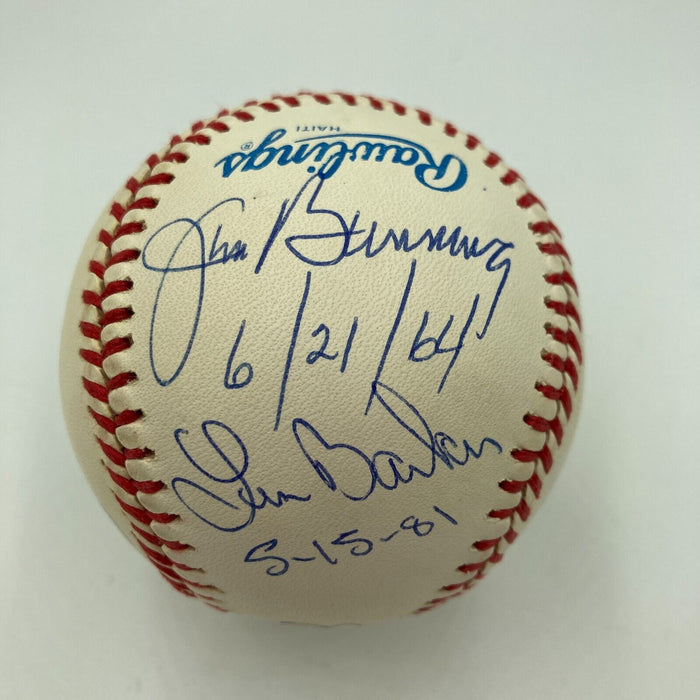 Rawlings®
HAITI
Jim Bunning
6/21/64
Len Barker
5-15-81